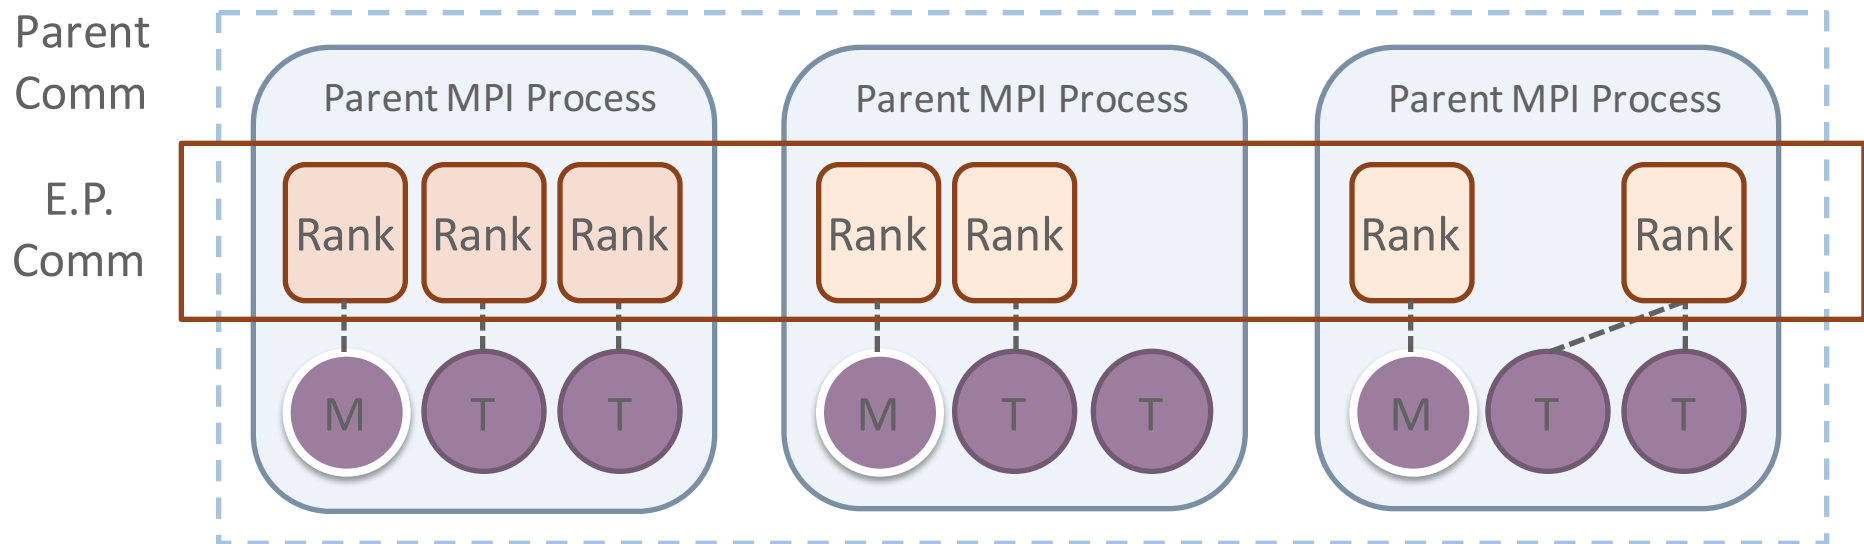 Parent
Comm
Parent MPI Process
Parent MPI Process
Parent MPI Process
E.P.
Comm
Rank
Rank
Rank
Rank
Rank
Rank
Rank
M
T
T
M
T
T
M
T
T